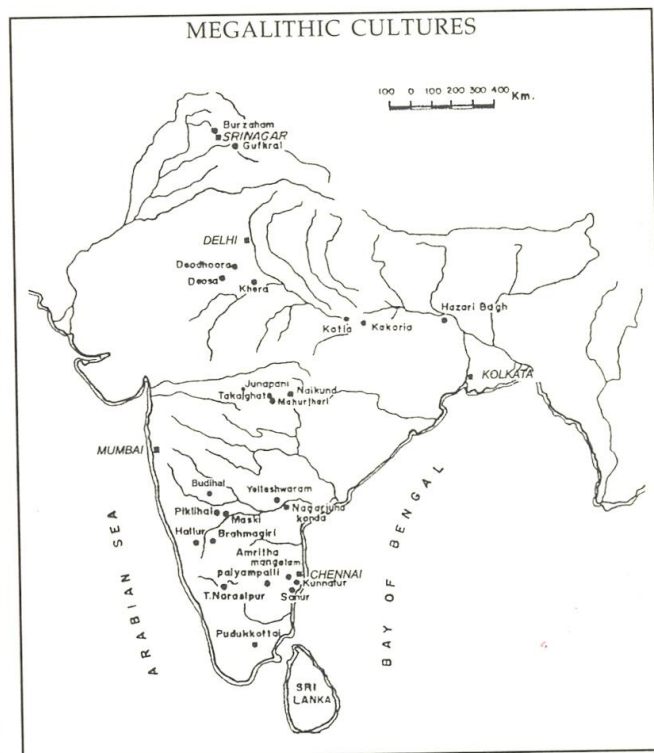 MEGALITHIC CULTURES
100 0 100 200 300 400 Km.
Burzaham
SRINAGAR
Gufkral
DELHI
Deodhoora
Deosa
Khera
Katia
Kakoria
Hazari Bagh
KOLKATA
Junapani
Takalghat
Naikund
Mahurjhari
MUMBAI
Budihal
Yelleshwaram
Piklihal
Maski
Nagarjuna
konda
Hallur
Brahmagiri
Amritha
mangalam
CHENNAI
paiyampalli
Kunnatur
T.Narasipur
Sanur
Pudukkottai
ARABIAN SEA
BAY OF BENGAL
SRI
LANKA